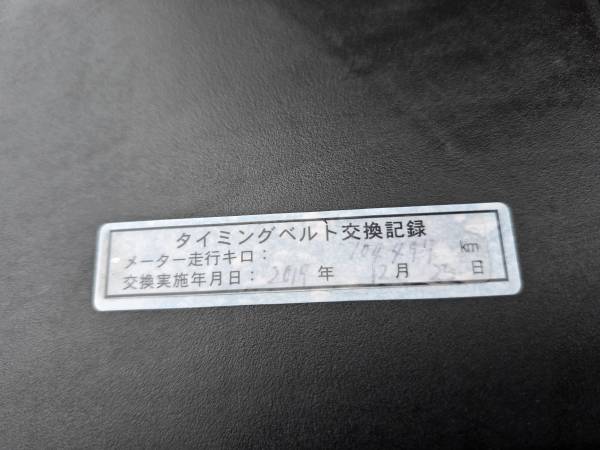 タイミングベルト交換記録
メーター走行キロ: km
交換実施年月日: 2019 年 12 月 日